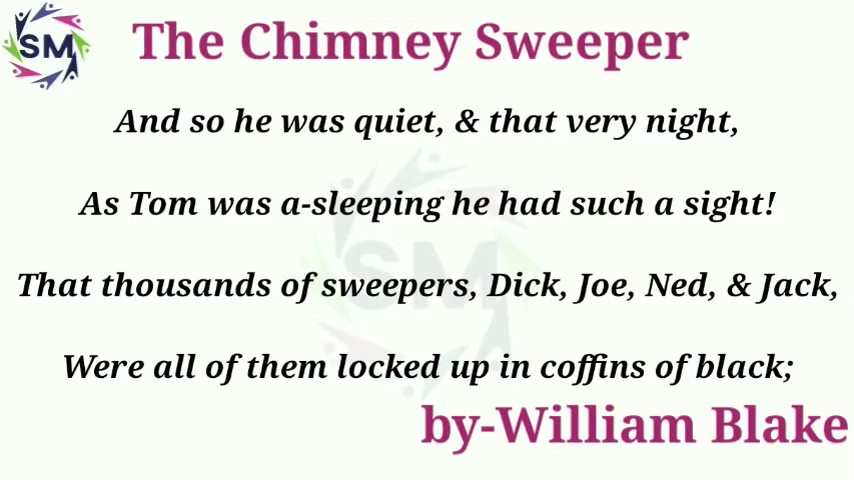 SM
The Chimney Sweeper
And so he was quiet, & that very night,
As Tom was a-sleeping he had such a sight!
SM
That thousands of sweepers, Dick, Joe, Ned, & Jack,
Were all of them locked up in coffins of black;
by-William Blake